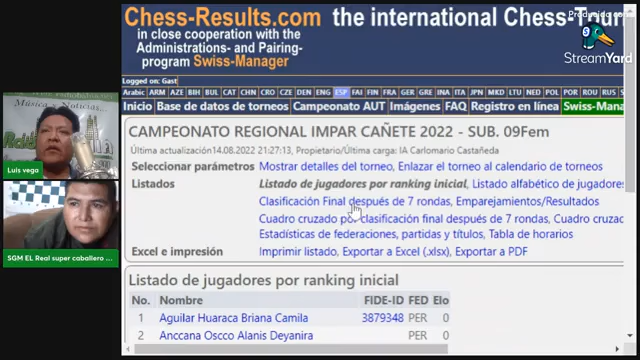 Chess-Results.com the international Chess-Tour
Producido con
StreamYard
in close cooperation with the
Administrations- and Pairing-
program Swiss-Manager
Logged on: Gast
Arabic ARM AZE BIH BUL CAT CHN CRO CZE DEN ENG ESP FAI FIN FRA GER GRE INA ITA JPN MKD LTU NED POL POR ROU RUS
Inicio Base de datos de torneos Campeonato AUT Imágenes FAQ Registro en línea Swiss-Mana
CAMPEONATO REGIONAL IMPAR CAÑETE 2022 - SUB. 09Fem
Última actualización14.08.2022 21:27:13, Propietario/Última carga: IA Carlomario Castañeda
Seleccionar parámetros Mostrar detalles del torneo, Enlazar el torneo al calendario de torneos
Listados Listado de jugadores por ranking inicial, Listado alfabético de jugadores
Clasificación Final después de 7 rondas, Emparejamientos/Resultados
Cuadro cruzado por clasificación final después de 7 rondas, Cuadro cruzad
Estadísticas de federaciones, partidas y títulos, Tabla de horarios
Excel e impresión Imprimir listado, Exportar a Excel (.xlsx), Exportar a PDF
Listado de jugadores por ranking inicial
No. Nombre FIDE-ID FED Elo
1 Aguilar Huaraca Briana Camila 3879348 PER 0
2 Anccana Oscco Alanis Deyanira PER 0
Música y Noticias...
Luis vega
SGM EL Real super caballero ...